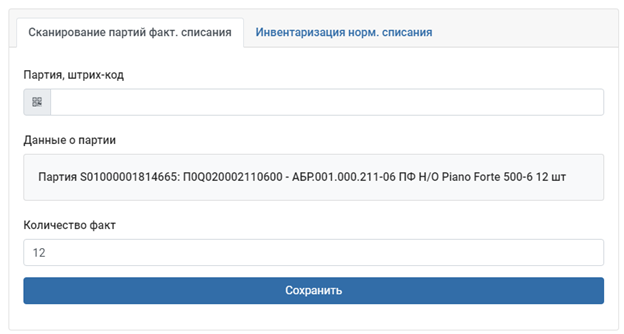 Сканирование партий факт. списания
Инвентаризация норм. списания
Партия, штрих-код
Данные о партии
Партия S01000001814665: П0Q020002110600 - АБР.001.000.211-06 ПФ Н/О Piano Forte 500-6 12 шт
Количество факт
12
Сохранить